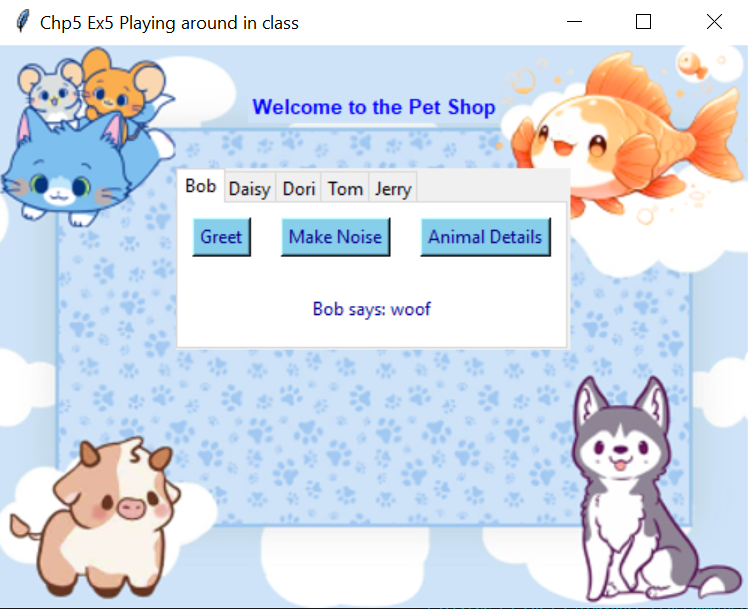 Chp5 Ex5 Playing around in class
Welcome to the Pet Shop
Bob Daisy Dori Tom Jerry
Greet Make Noise Animal Details
Bob says: woof